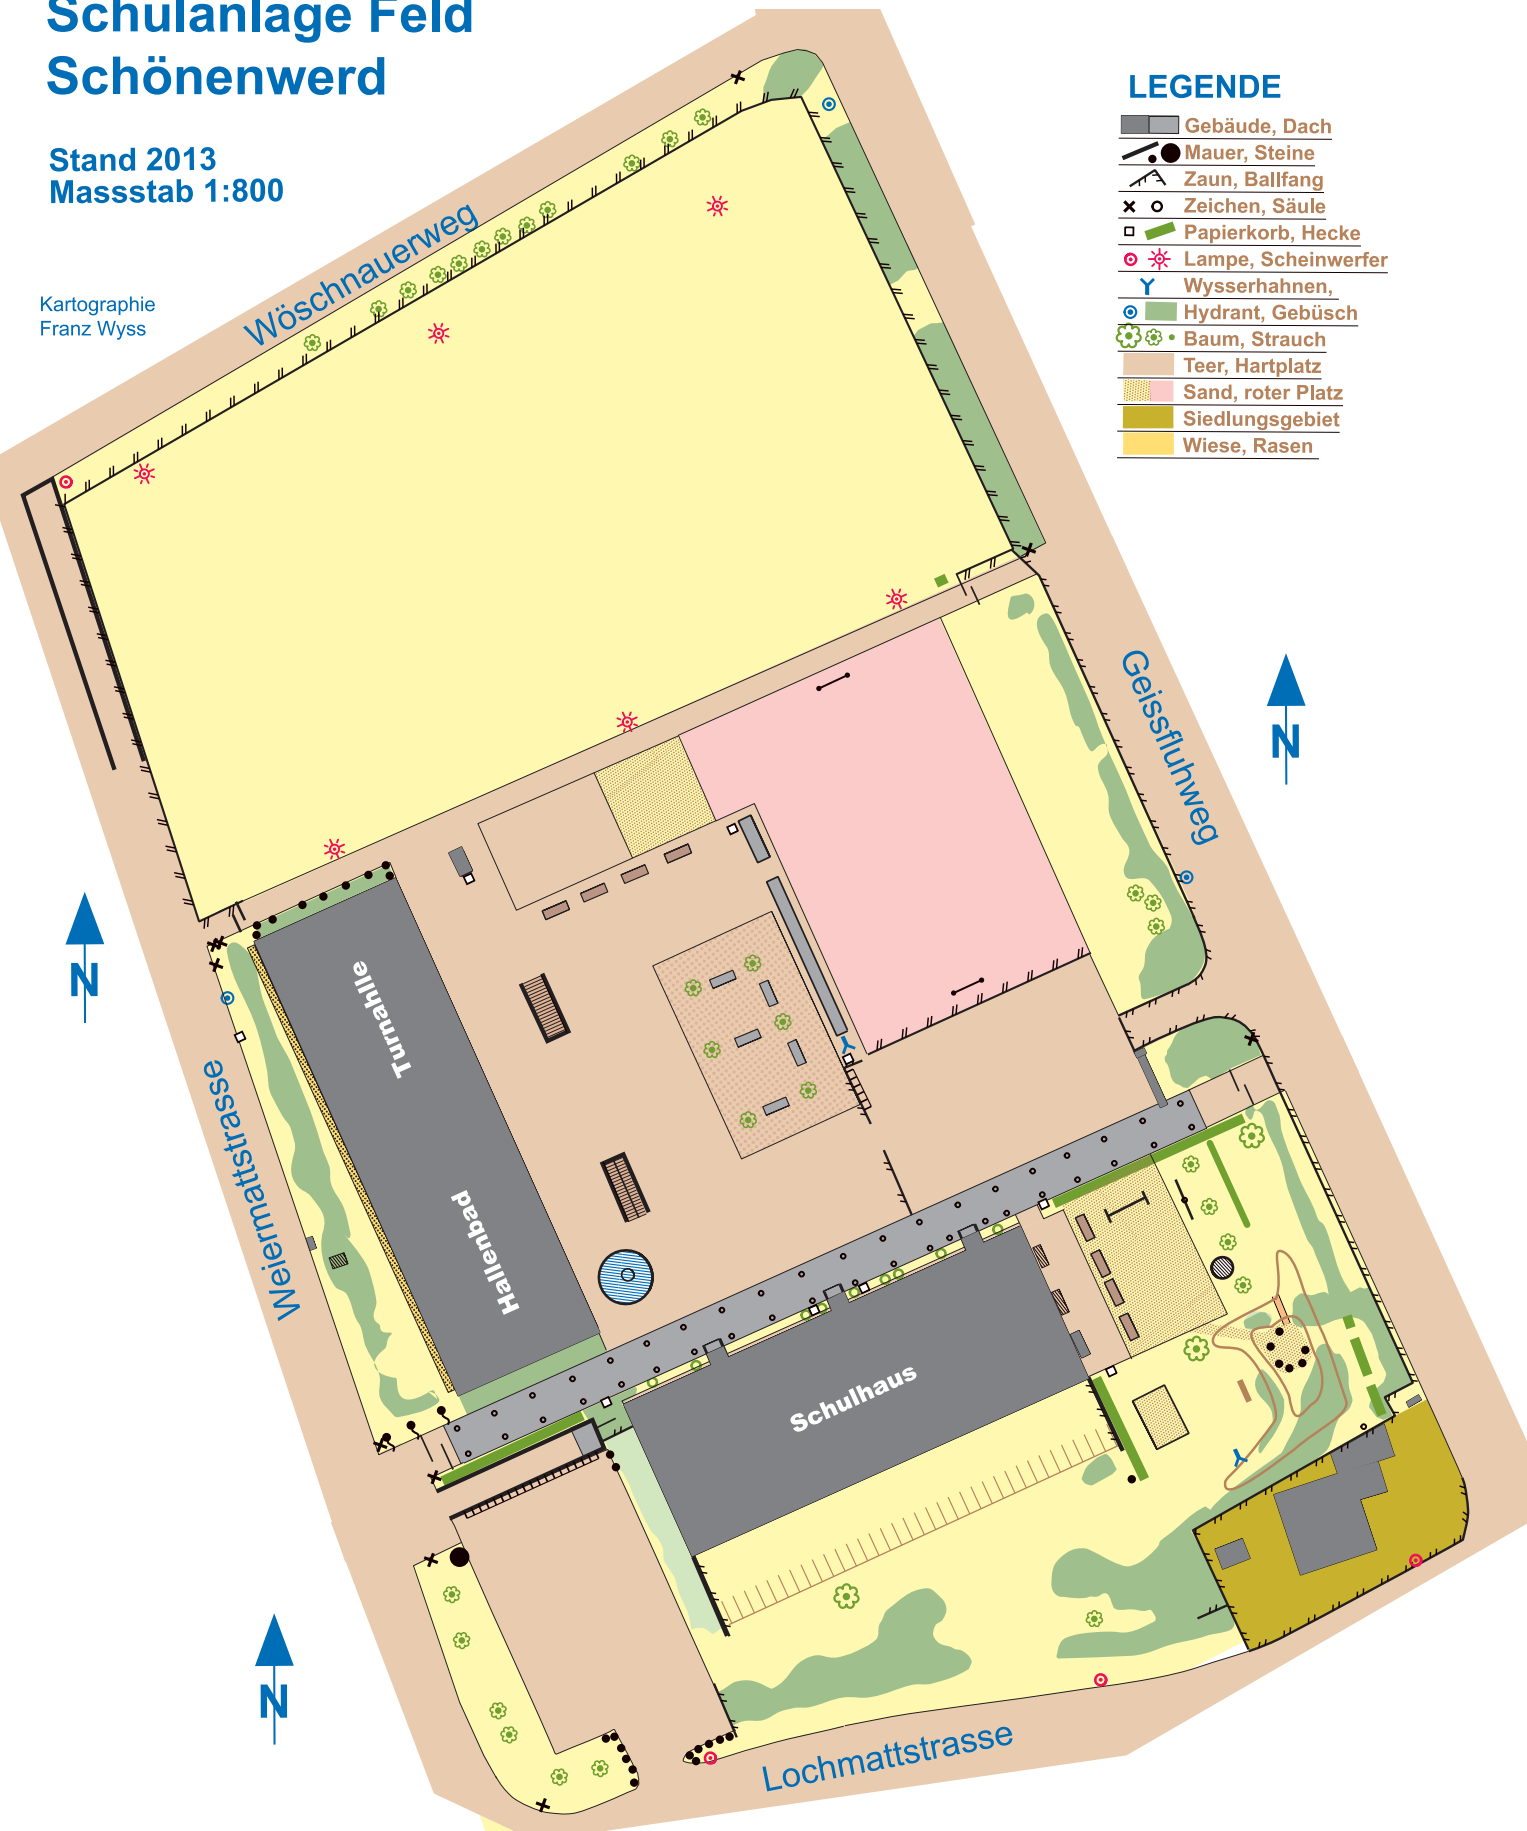 Schulanlage Feld
Schönenwerd
Stand 2013
Massstab 1:800
Kartographie
Franz Wyss
LEGENDE
Gebäude, Dach
Mauer, Steine
Zaun, Ballfang
Zeichen, Säule
Papierkorb, Hecke
Lampe, Scheinwerfer
Wysserhahnen,
Hydrant, Gebüsch
Baum, Strauch
Teer, Hartplatz
Sand, roter Platz
Siedlungsgebiet
Wiese, Rasen
Wöschnauerweg
Geissfluhweg
N
N
Turnahlle
Weiermattstrasse
Hallenbad
Schulhaus
N
Lochmattstrasse